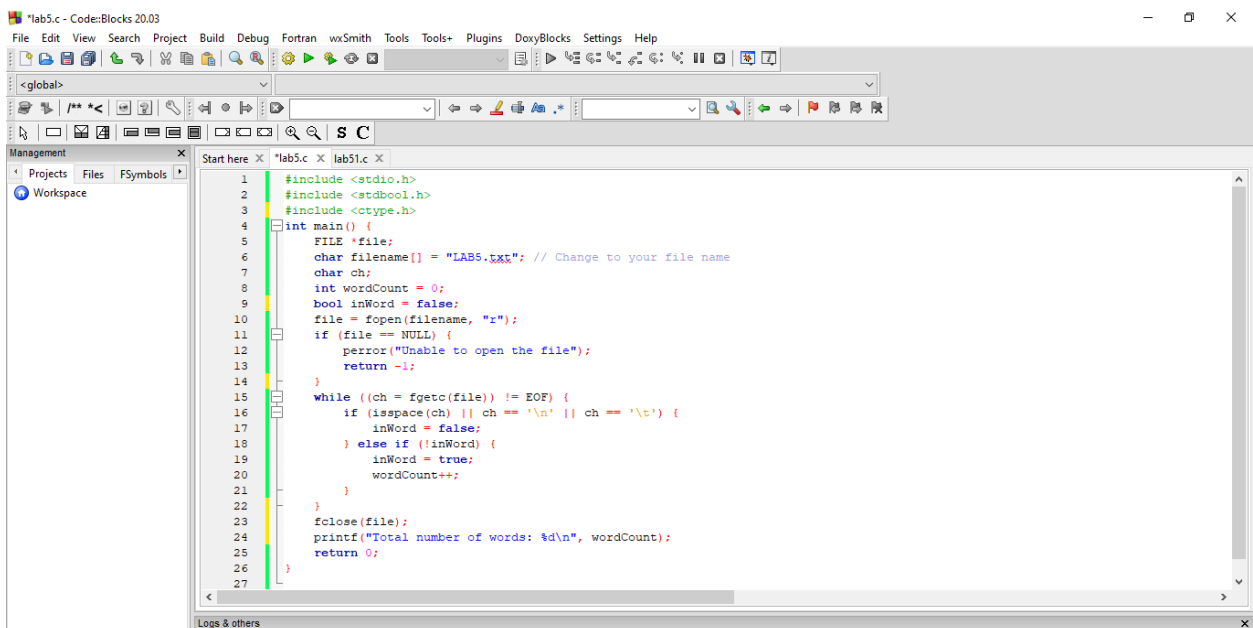 *lab5.c - Code::Blocks 20.03
File Edit View Search Project Build Debug Fortran wxSmith Tools Tools+ Plugins DoxyBlocks Settings Help
<global>
/** *<
.*
S C
Management
Projects Files FSymbols
Workspace
Start here *lab5.c lab51.c
1 #include <stdio.h>
2 #include <stdbool.h>
3 #include <ctype.h>
4 int main() {
5 FILE *file;
6 char filename[] = "LAB5.txt"; // Change to your file name
7 char ch;
8 int wordCount = 0;
9 bool inWord = false;
10 file = fopen(filename, "r");
11 if (file == NULL) {
12 perror("Unable to open the file");
13 return -1;
14 }
15 while ((ch = fgetc(file)) != EOF) {
16 if (isspace(ch) || ch == '\n' || ch == '\t') {
17 inWord = false;
18 } else if (!inWord) {
19 inWord = true;
20 wordCount++;
21 }
22 }
23 fclose(file);
24 printf("Total number of words: %d\n", wordCount);
25 return 0;
26 }
27
Logs & others